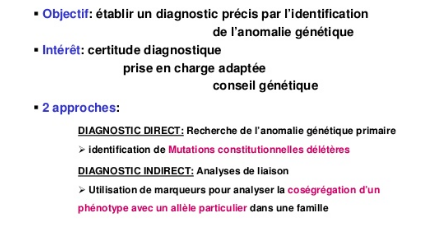 ▪ Objectif: établir un diagnostic précis par l'identification
de l'anomalie génétique
▪ Intérêt: certitude diagnostique
prise en charge adaptée
conseil génétique
▪ 2 approches:
DIAGNOSTIC DIRECT: Recherche de l'anomalie génétique primaire
➢ identification de Mutations constitutionnelles délétères
DIAGNOSTIC INDIRECT: Analyses de liaison
➢ Utilisation de marqueurs pour analyser la coségrégation d'un
phénotype avec un allèle particulier dans une famille